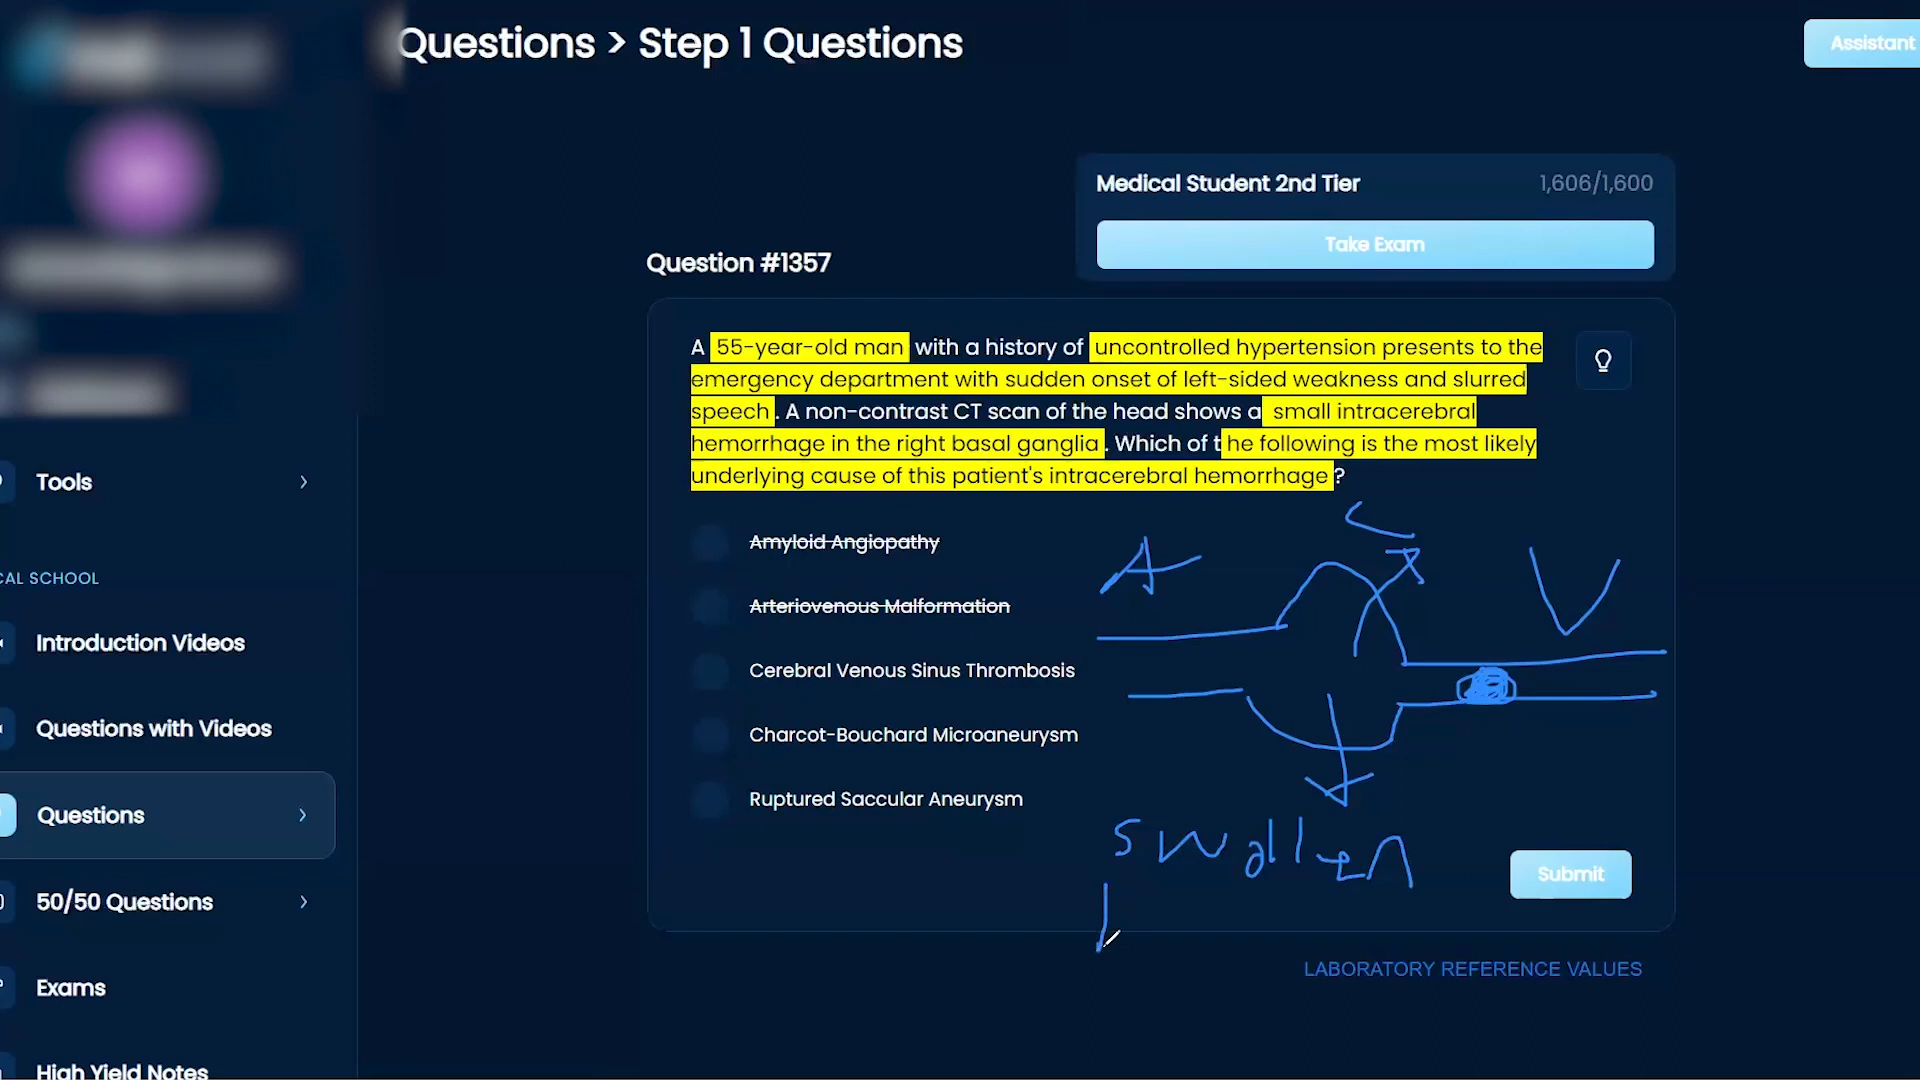 Questions > Step 1 Questions
Assistant
Medical Student 2nd Tier 1,606/1,600
Take Exam
Question #1357
A 55-year-old man with a history of uncontrolled hypertension presents to the
emergency department with sudden onset of left-sided weakness and slurred
speech. A non-contrast CT scan of the head shows a small intracerebral
hemorrhage in the right basal ganglia. Which of the following is the most likely
underlying cause of this patient's intracerebral hemorrhage?
Amyloid Angiopathy
Arteriovenous Malformation
Cerebral Venous Sinus Thrombosis
Charcot-Bouchard Microaneurysm
Ruptured Saccular Aneurysm
A
V
swollen
Submit
LABORATORY REFERENCE VALUES
Tools
CAL SCHOOL
Introduction Videos
Questions with Videos
Questions
50/50 Questions
Exams
High Yield Notes